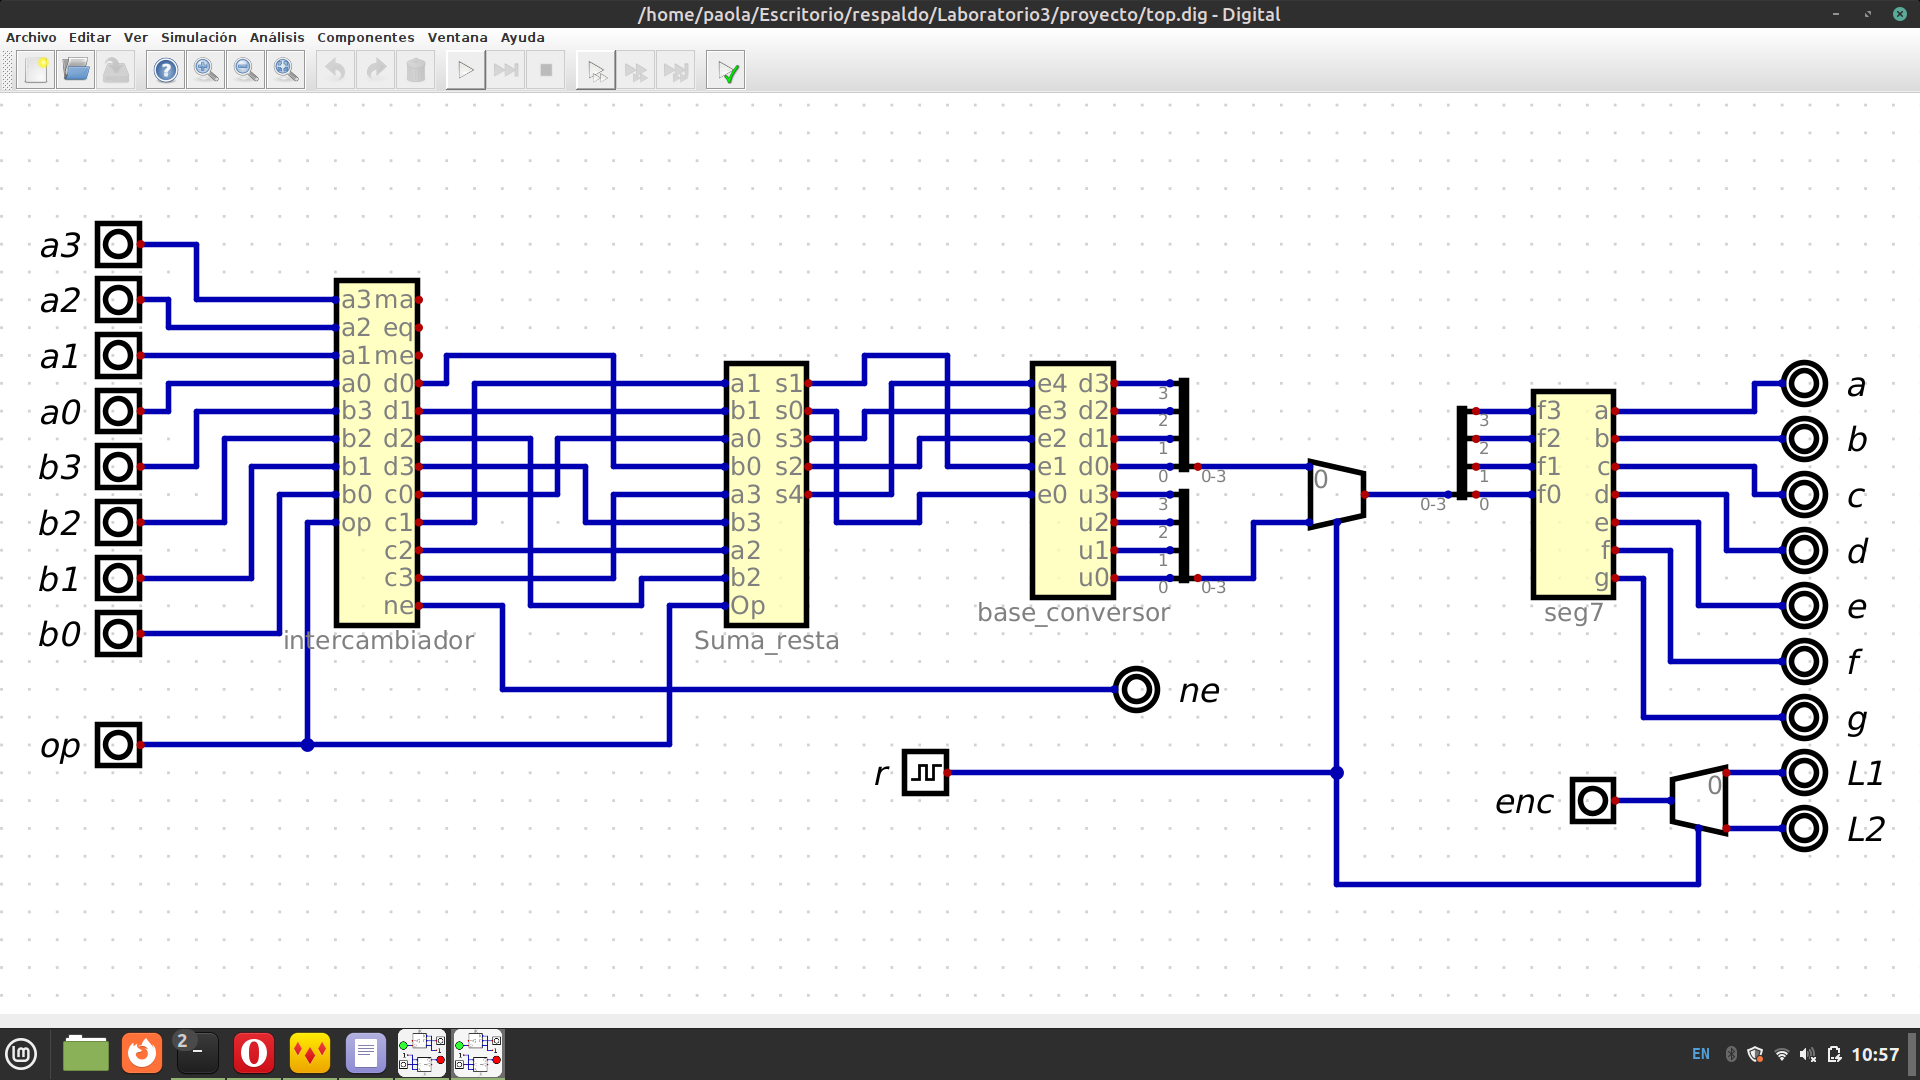 /home/paola/Escritorio/respaldo/Laboratorio3/proyecto/top.dig - Digital
Archivo Editar Ver Simulación Análisis Componentes Ventana Ayuda
a3
a2
a1
a0
b3
b2
b1
b0
op
a3 ma
a2 eq
a1 me
a0 d0
b3 d1
b2 d2
b1 d3
b0 c0
op c1
c2
c3
ne
intercambiador
a1 s1
b1 s0
a0 s3
b0 s2
a3 s4
b3
a2
b2
Op
Suma_resta
e4 d3
e3 d2
e2 d1
e1 d0
e0 u3
u2
u1
u0
base_conversor
3
2
1
0
0-3
3
2
1
0
0-3
ne
r
0
0-3
3
2
1
0
f3 a
f2 b
f1 c
f0 d
e
f
g
seg7
enc
0
a
b
c
d
e
f
g
L1
L2
2
EN
10:57